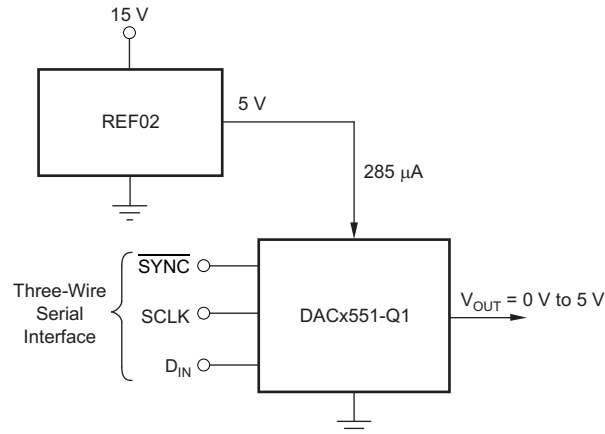 15 V
REF02
5 V
285 μA
SYNC
SCLK
D_IN
Three-Wire
Serial
Interface
DACx551-Q1
V_OUT = 0 V to 5 V